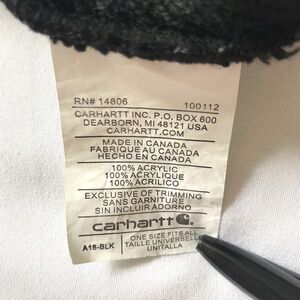 RN# 14806 100112
CARHARTT INC. P.O. BOX 600
DEARBORN, MI 48121 USA
CARHARTT.COM
MADE IN CANADA
FABRIQUE AU CANADA
HECHO EN CANADA
100% ACRYLIC
100% ACRYLIQUE
100% ACRILICO
EXCLUSIVE OF TRIMMING
SANS GARNITURE
SIN INCLUIR ADORNO
carhartt
A18-BLK
ONE SIZE FITS ALL
TAILLE UNIVERSELLE
UNITALLA